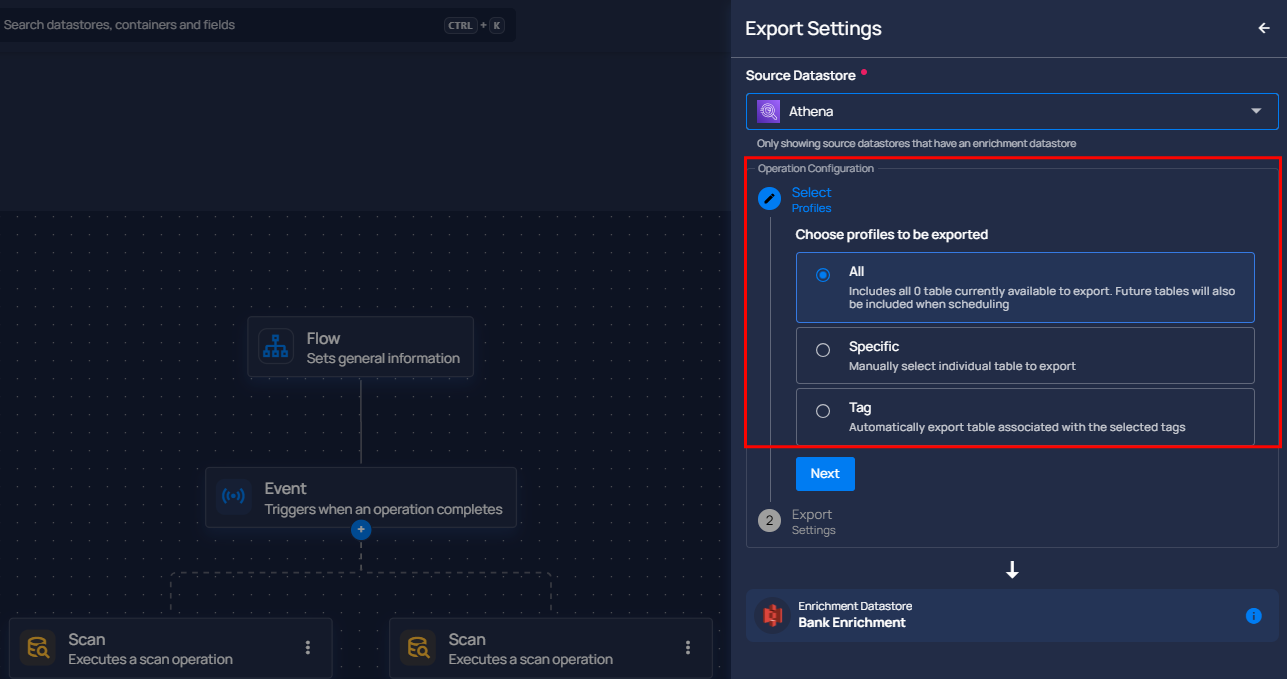 Search datastores, containers and fields
CTRL + K
Export Settings
Source Datastore
Athena
Only showing source datastores that have an enrichment datastore
Operation Configuration
Select
Profiles
Choose profiles to be exported
All
Includes all 0 table currently available to export. Future tables will also
be included when scheduling
Specific
Manually select individual table to export
Tag
Automatically export table associated with the selected tags
Next
2
Export
Settings
Enrichment Datastore
Bank Enrichment
Flow
Sets general information
Event
Triggers when an operation completes
Scan
Executes a scan operation
Scan
Executes a scan operation